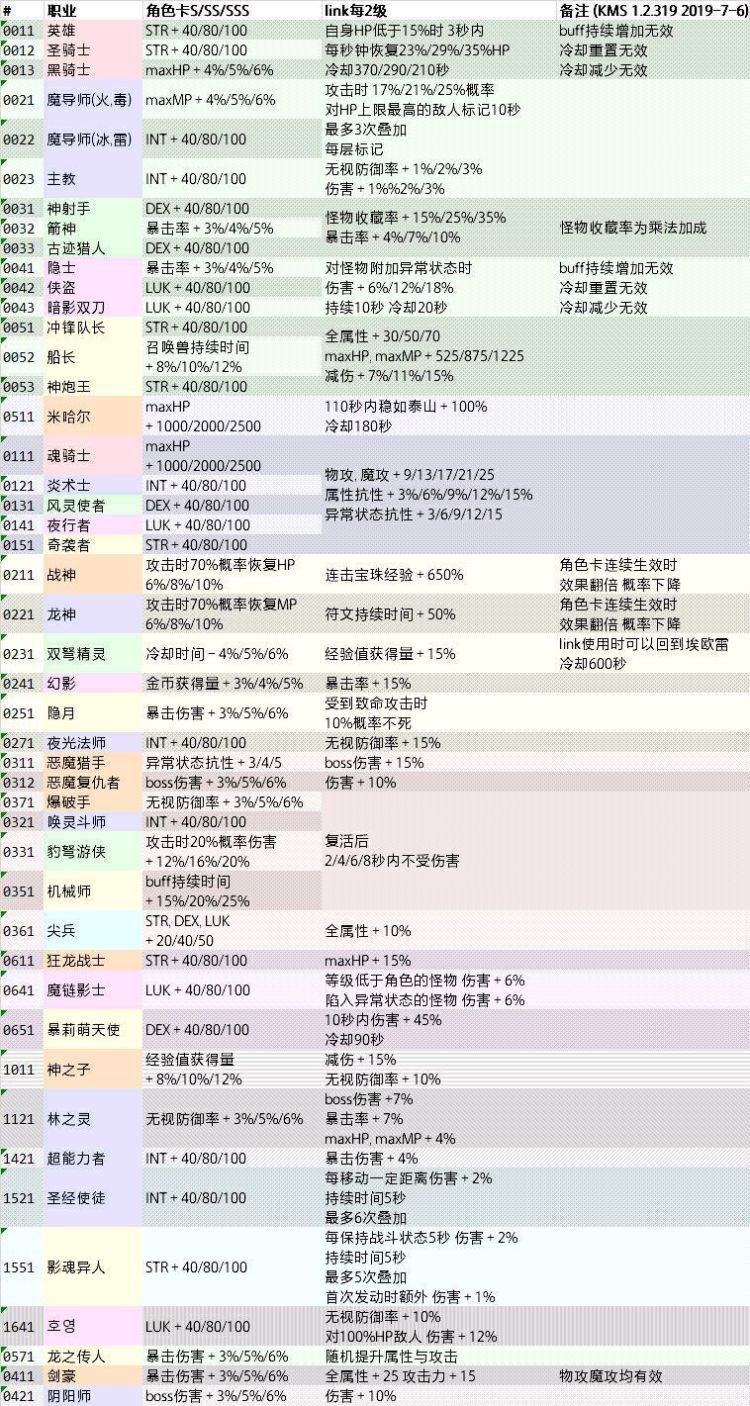 # 职业 角色卡S/SS/SSS link每2级 备注 (KMS 1.2.319 2019-7-6)
0011 英雄 STR + 40/80/100 自身HP低于15%时 3秒内 buff持续增加无效
0012 圣骑士 STR + 40/80/100 每秒钟恢复23%/29%/35%HP 冷却重置无效
0013 黑骑士 maxHP + 4%/5%/6% 冷却370/290/210秒 冷却减少无效
0021 魔导师(火,毒) maxMP + 4%/5%/6% 攻击时 17%/21%/25%概率
对HP上限最高的敌人标记10秒
0022 魔导师(冰,雷) INT + 40/80/100 最多3次叠加
每层标记
0023 主教 INT + 40/80/100 无视防御率 + 1%/2%/3%
伤害 + 1%%2%/3%
0031 神射手 DEX + 40/80/100
怪物收藏率 + 15%/25%/35%
0032 箭神 暴击率 + 3%/4%/5% 怪物收藏率为乘法加成
暴击率 + 4%/7%/10%
0033 古迹猎人 DEX + 40/80/100
0041 隐士 暴击率 + 3%/4%/5% 对怪物附加异常状态时 buff持续增加无效
0042 侠盗 LUK + 40/80/100 伤害 + 6%/12%/18% 冷却重置无效
0043 暗影双刀 LUK + 40/80/100 持续10秒 冷却20秒 冷却减少无效
0051 冲锋队长 STR + 40/80/100
全属性 + 30/50/70
0052 船长 召唤兽持续时间
+ 8%/10%/12%
maxHP, maxMP + 525/875/1225
减伤 + 7%/11%/15%
0053 神炮王 STR + 40/80/100
0511 米哈尔 maxHP
+ 1000/2000/2500
110秒内稳如泰山 + 100%
冷却180秒
0111 魂骑士 maxHP
+ 1000/2000/2500
物攻, 魔攻 + 9/13/17/21/25
0121 炎术士 INT + 40/80/100
属性抗性 + 3%/6%/9%/12%/15%
0131 风灵使者 DEX + 40/80/100
异常状态抗性 + 3/6/9/12/15
0141 夜行者 LUK + 40/80/100
0151 奇袭者 STR + 40/80/100
0211 战神 攻击时70%概率恢复HP
6%/8%/10%
连击宝珠经验 + 650%
角色卡连续生效时
效果翻倍 概率下降
0221 龙神 攻击时70%概率恢复MP
6%/8%/10%
符文持续时间 + 50%
角色卡连续生效时
效果翻倍 概率下降
0231 双弩精灵 冷却时间 − 4%/5%/6% 经验值获得量 + 15%
link使用时可以回到埃欧雷
冷却600秒
0241 幻影 金币获得量 + 3%/4%/5% 暴击率 + 15%
0251 隐月 暴击伤害 + 3%/5%/6% 受到致命攻击时
10%概率不死
0271 夜光法师 INT + 40/80/100 无视防御率 + 15%
0311 恶魔猎手 异常状态抗性 + 3/4/5 boss伤害 + 15%
0312 恶魔复仇者 boss伤害 + 3%/5%/6% 伤害 + 10%
0371 爆破手 无视防御率 + 3%/5%/6%
0321 唤灵斗师 INT + 40/80/100
0331 豹弩游侠 攻击时20%概率伤害
+ 12%/16%/20%
复活后
2/4/6/8秒内不受伤害
0351 机械师 buff持续时间
+ 15%/20%/25%
0361 尖兵 STR, DEX, LUK
+ 20/40/50
全属性 + 10%
0611 狂龙战士 STR + 40/80/100 maxHP + 15%
0641 魔链影士 LUK + 40/80/100 等级低于角色的怪物 伤害 + 6%
陷入异常状态的怪物 伤害 + 6%
0651 暴莉萌天使 DEX + 40/80/100 10秒内伤害 + 45%
冷却90秒
1011 神之子 经验值获得量
+ 8%/10%/12%
减伤 + 15%
无视防御率 + 10%
1121 林之灵 无视防御率 + 3%/5%/6% boss伤害 +7%
暴击率 + 7%
maxHP, maxMP + 4%
1421 超能力者 INT + 40/80/100 暴击伤害 + 4%
1521 圣经使徒 INT + 40/80/100 每移动一定距离伤害 + 2%
持续时间5秒
最多6次叠加
1551 影魂异人 STR + 40/80/100 每保持战斗状态5秒 伤害 + 2%
持续时间5秒
最多5次叠加
首次发动时额外 伤害 + 1%
1641 虎影 LUK + 40/80/100 无视防御率 + 10%
对100%HP敌人 伤害 + 12%
0571 龙之传人 暴击伤害 + 3%/5%/6% 随机提升属性与攻击
0411 剑豪 暴击伤害 + 3%/5%/6% 全属性 + 25 攻击力 + 15 物攻魔攻均有效
0421 阴阳师 boss伤害 + 3%/5%/6% 伤害 + 10%